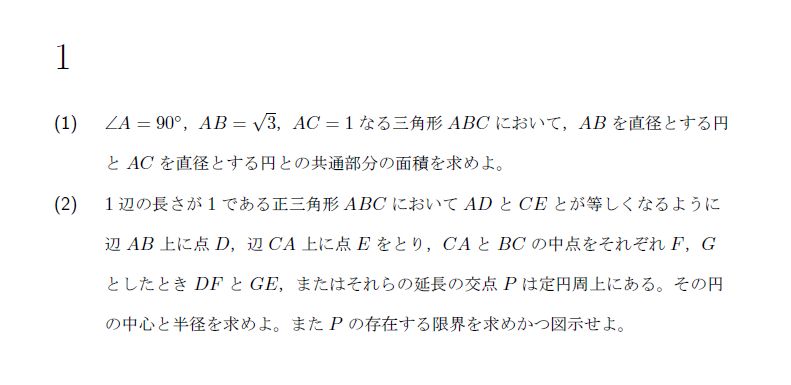 1
(1) ∠A = 90°，AB = √3，AC = 1 なる三角形 ABC において，AB を直径とする円
と AC を直径とする円との共通部分の面積を求めよ。
(2) 1 辺の長さが 1 である正三角形 ABC において AD と CE とが等しくなるように
辺 AB 上に点 D，辺 CA 上に点 E をとり，CA と BC の中点をそれぞれ F，G
としたとき DF と GE，またはそれらの延長の交点 P は定円周上にある。その円
の中心と半径を求めよ。また P の存在する限界を求めかつ図示せよ。